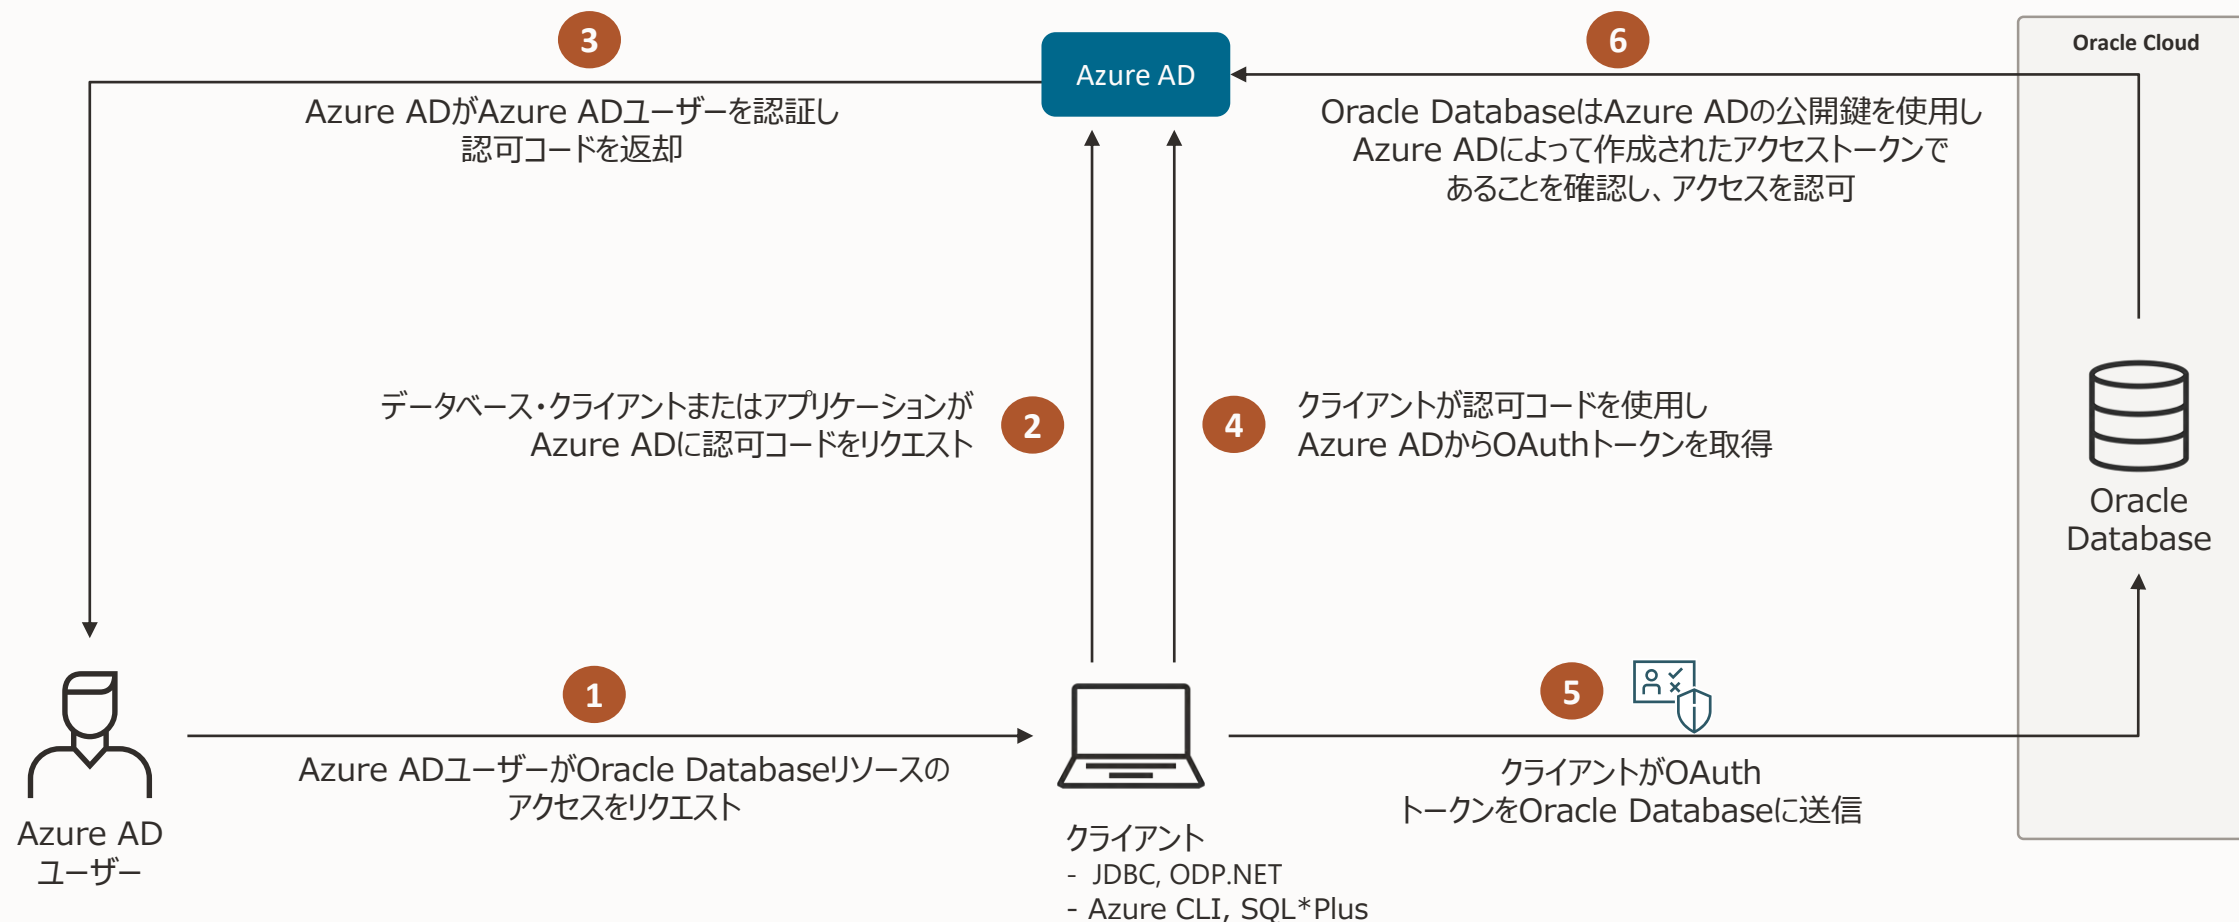 3
6
Oracle Cloud
Azure AD
Azure ADがAzure ADユーザーを認証し
認可コードを返却
Oracle DatabaseはAzure ADの公開鍵を使用し
Azure ADによって作成されたアクセストークンで
あることを確認し、アクセスを認可
データベース・クライアントまたはアプリケーションが
Azure ADに認可コードをリクエスト
2
4
クライアントが認可コードを使用し
Azure ADからOAuthトークンを取得
Oracle
Database
1
5
Azure ADユーザーがOracle Databaseリソースの
アクセスをリクエスト
クライアントがOAuth
トークンをOracle Databaseに送信
Azure AD
ユーザー
クライアント
- JDBC, ODP.NET
- Azure CLI, SQL*Plus